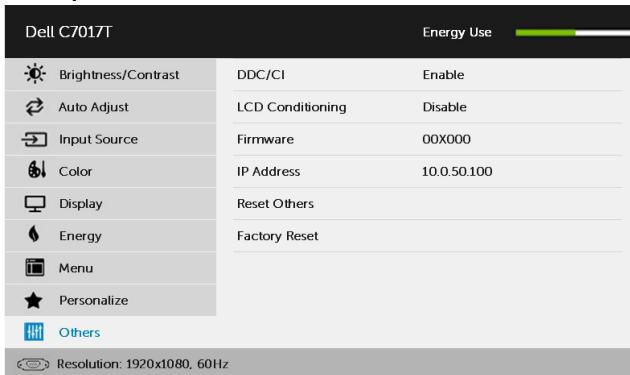 Dell C7017T
Energy Use
Brightness/Contrast
DDC/CI Enable
Auto Adjust
LCD Conditioning Disable
Input Source
Firmware 00X000
Color
IP Address 10.0.50.100
Display
Reset Others
Energy
Factory Reset
Menu
Personalize
Others
Resolution: 1920x1080, 60Hz